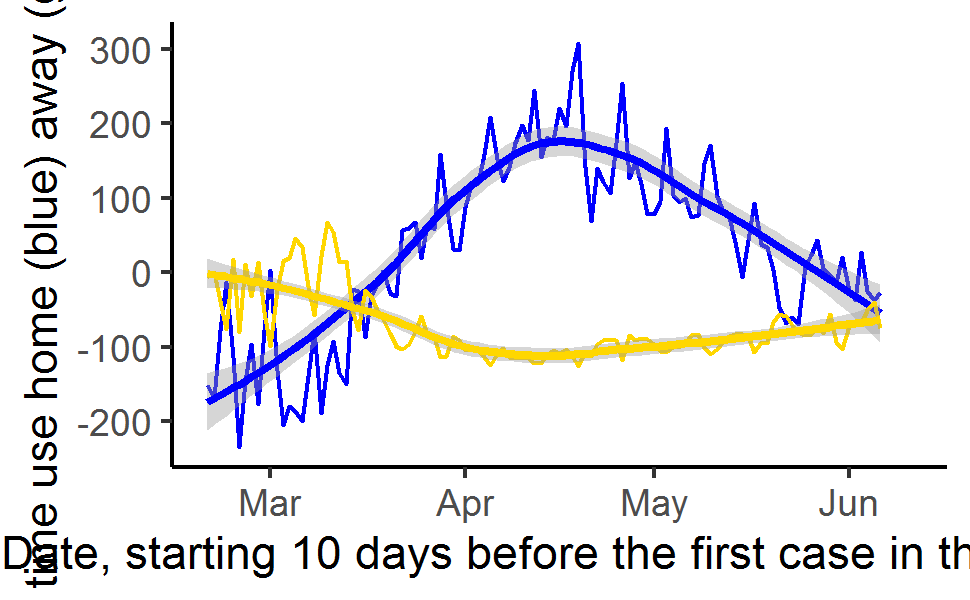 time use home (blue) away (
300
200
100
0
-100
-200
Mar Apr May Jun
Date, starting 10 days before the first case in th